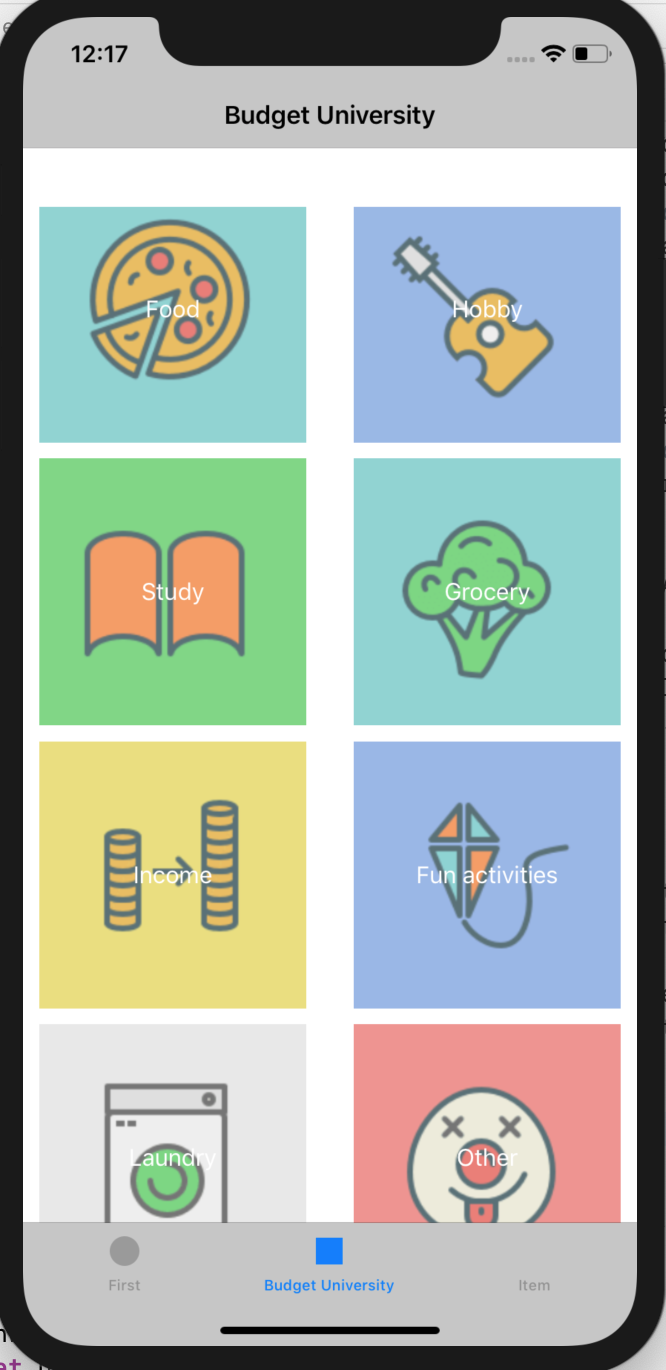 12:17
Budget University
Food
Hobby
Study
Grocery
Income
Fun activities
Laundry
Other
First
Budget University
Item